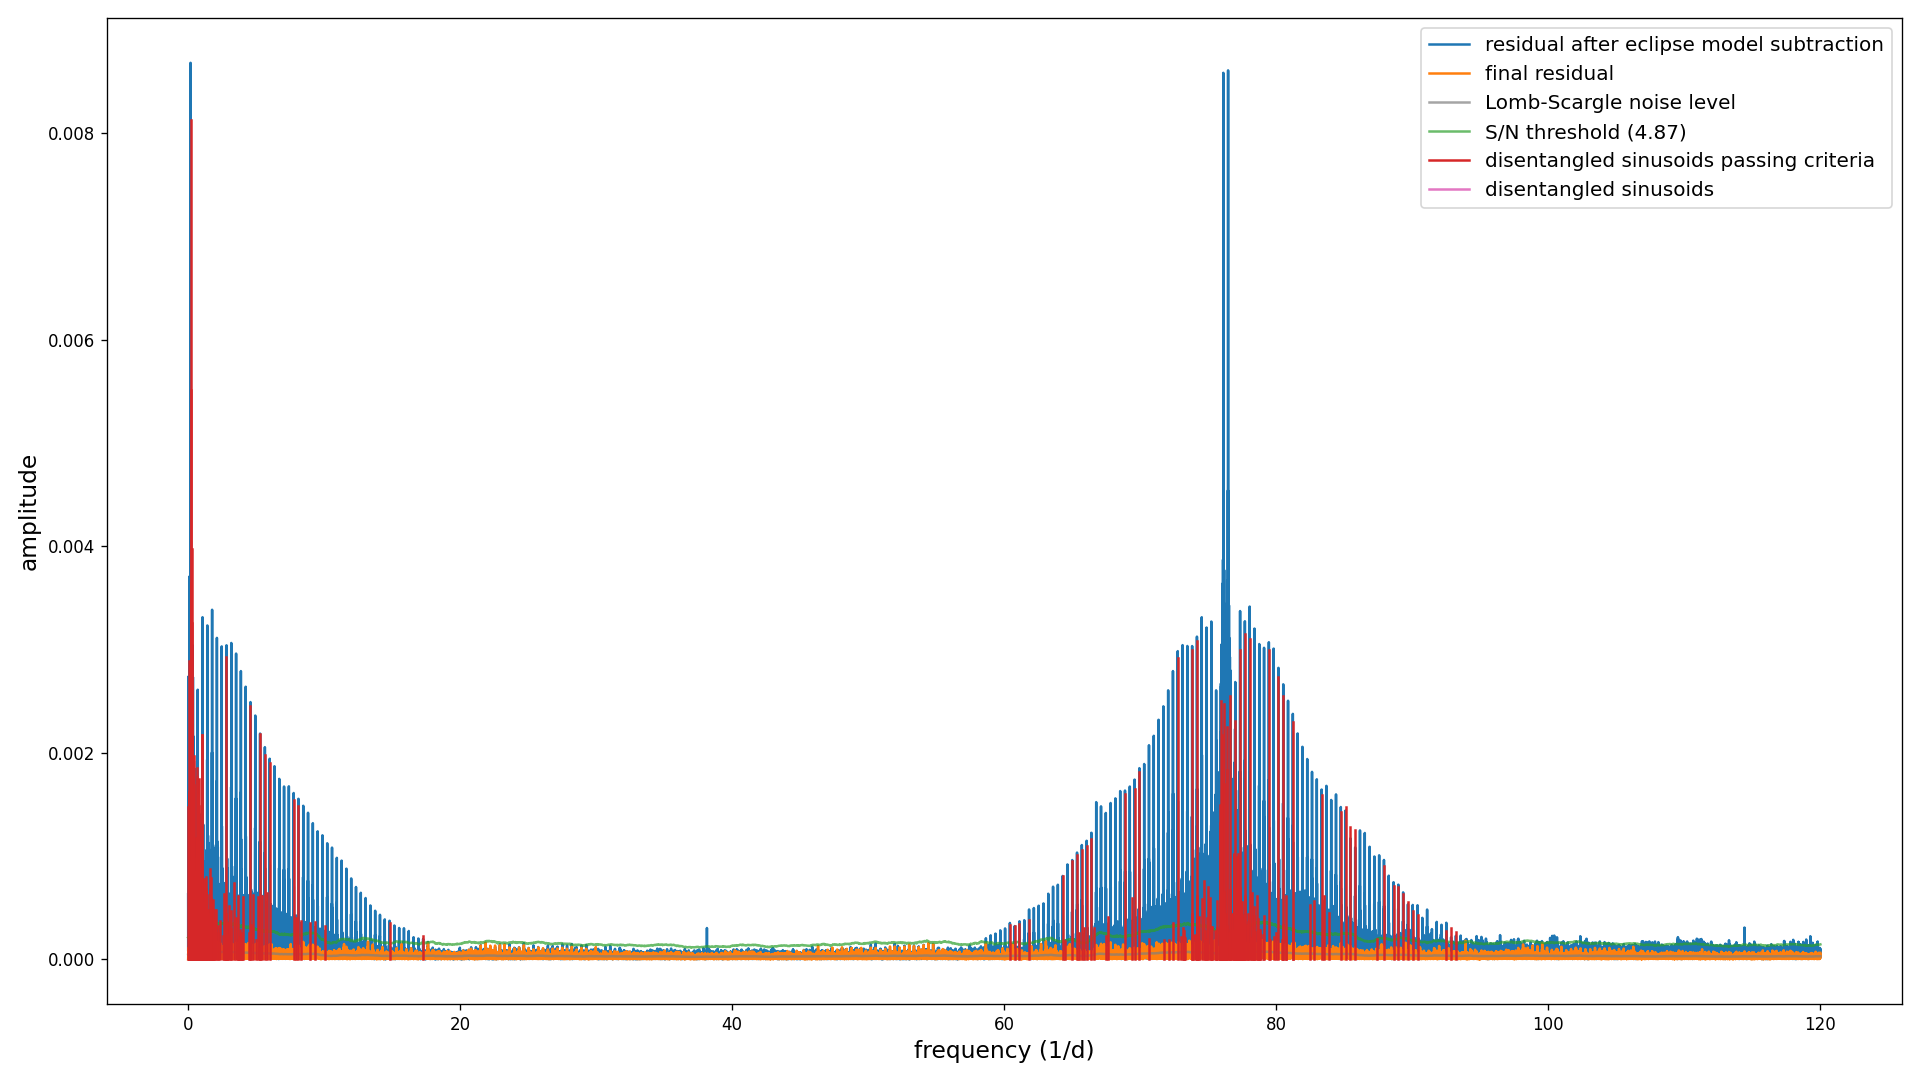 residual after eclipse model subtraction
final residual
Lomb-Scargle noise level
S/N threshold (4.87)
disentangled sinusoids passing criteria
disentangled sinusoids
amplitude
0.008
0.006
0.004
0.002
0.000
0 20 40 60 80 100 120
frequency (1/d)